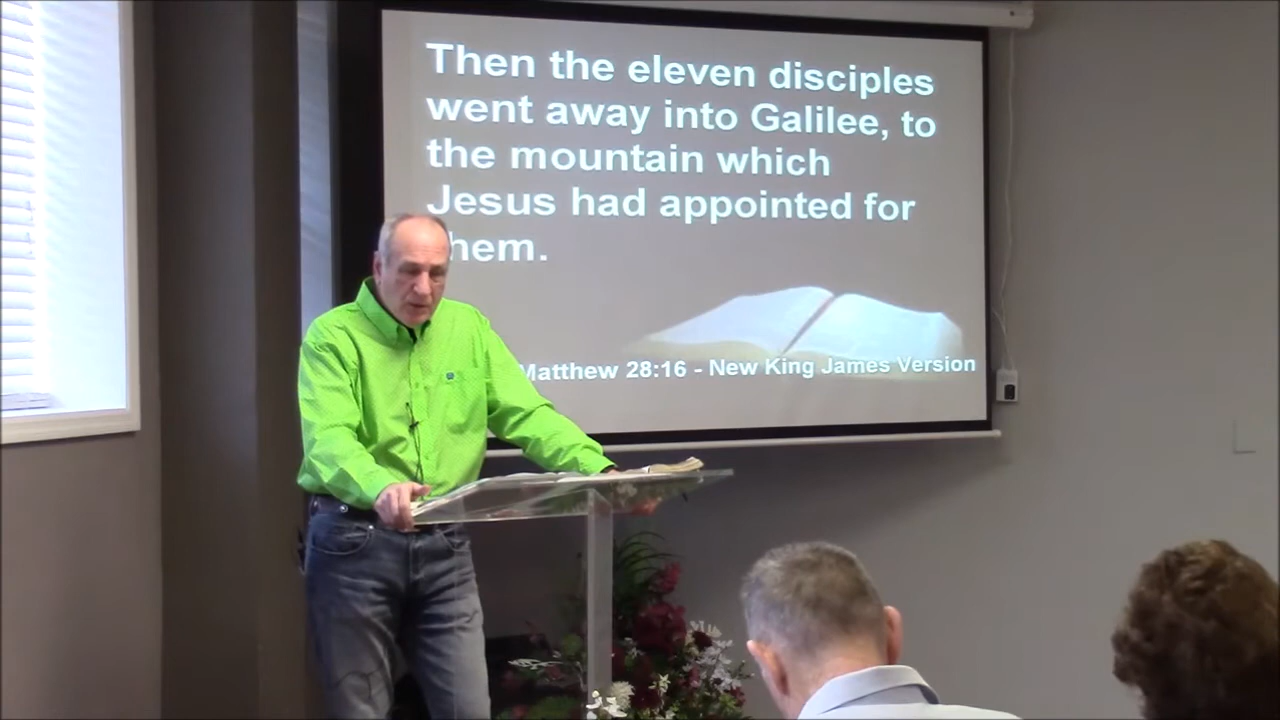 Then the eleven disciples
went away into Galilee, to
the mountain which
Jesus had appointed for
them.
Matthew 28:16 - New King James Version